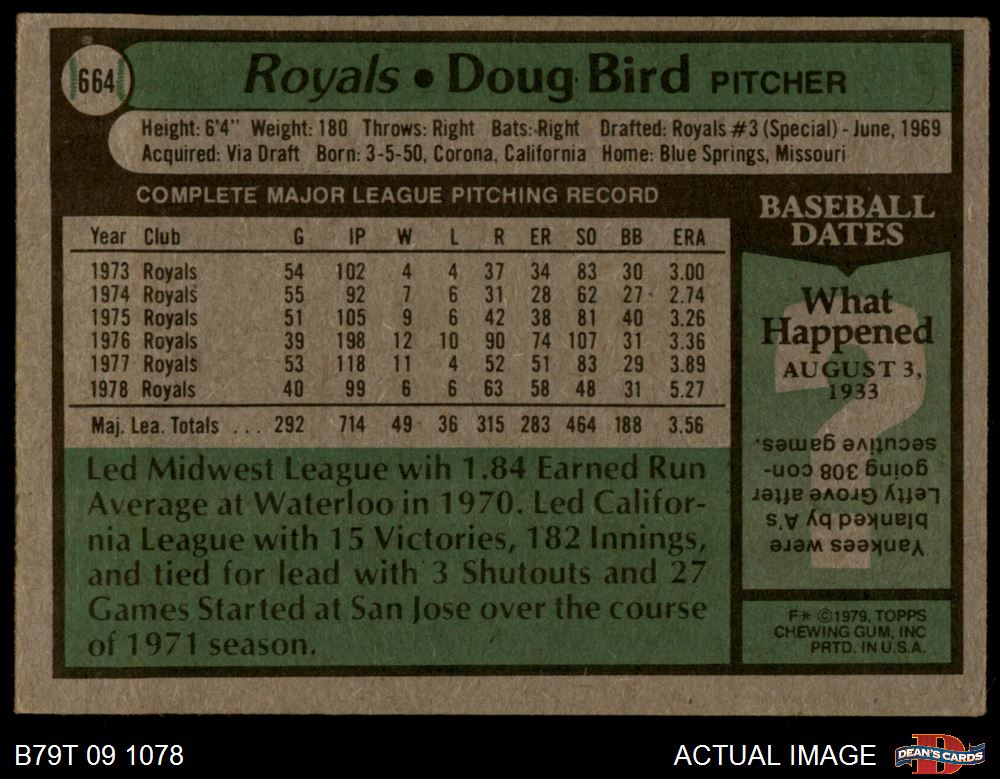 664
Royals • Doug Bird PITCHER
Height: 6'4" Weight: 180 Throws: Right Bats: Right Drafted: Royals #3 (Special) - June, 1969
Acquired: Via Draft Born: 3-5-50, Corona, California Home: Blue Springs, Missouri
COMPLETE MAJOR LEAGUE PITCHING RECORD
Year Club G IP W L R ER SO BB ERA
1973 Royals 54 102 4 4 37 34 83 30 3.00
1974 Royals 55 92 7 6 31 28 62 27 2.74
1975 Royals 51 105 9 6 42 38 81 40 3.26
1976 Royals 39 198 12 10 90 74 107 31 3.36
1977 Royals 53 118 11 4 52 51 83 29 3.89
1978 Royals 40 99 6 6 63 58 48 31 5.27
Maj. Lea. Totals ... 292 714 49 36 315 283 464 188 3.56
Led Midwest League wih 1.84 Earned Run
Average at Waterloo in 1970. Led Califor-
nia League with 15 Victories, 182 Innings,
and tied for lead with 3 Shutouts and 27
Games Started at San Jose over the course
of 1971 season.
BASEBALL
DATES
What
Happened
AUGUST 3,
1933
?
Yankees were
blanked by A's
Lefty Grove after
going 308 con-
secutive games.
F* ©1979, TOPPS
CHEWING GUM, INC
PRTD. IN U.S.A.
B79T 09 1078
ACTUAL IMAGE
DEAN'S CARDS